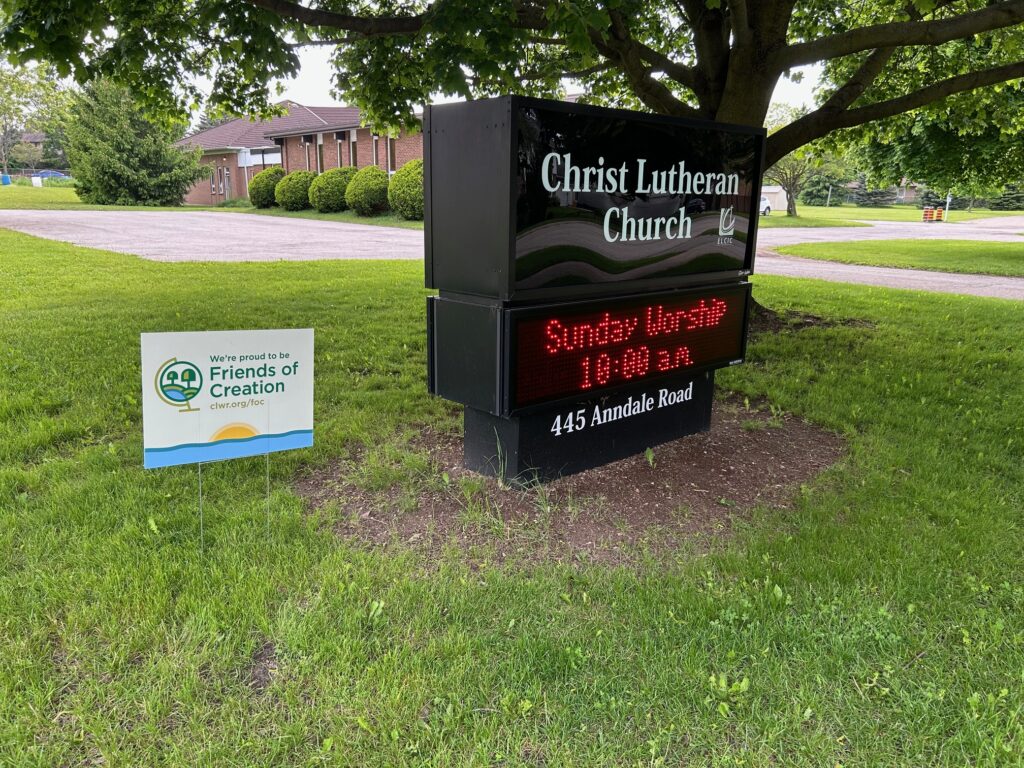 We're proud to be
Friends of
Creation
clwr.org/foc
Christ Lutheran
Church
ELCIC
Sunday Worship
10:00 a.m
445 Anndale Road